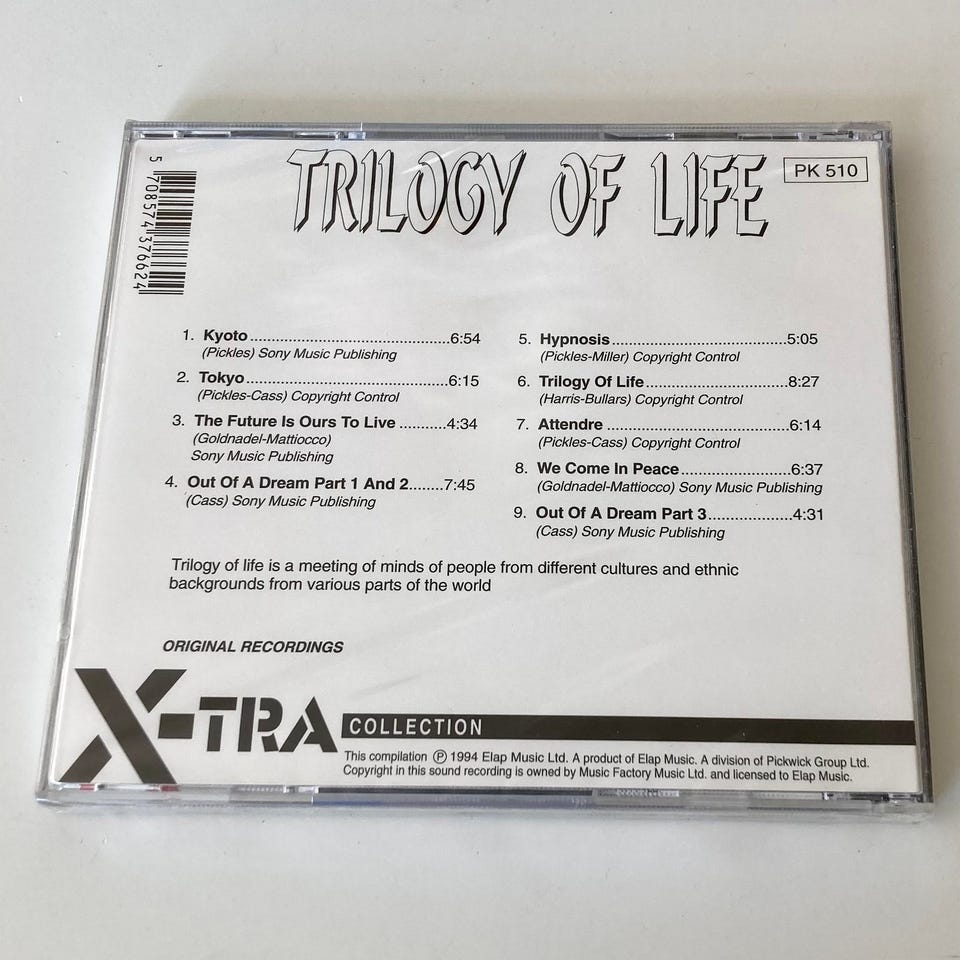 TRILOGY OF LIFE
PK 510
5 708574 376624
1. Kyoto..........................................6:54
(Pickles) Sony Music Publishing
2. Tokyo..........................................6:15
(Pickles-Cass) Copyright Control
3. The Future Is Ours To Live ...........4:34
(Goldnadel-Mattiocco)
Sony Music Publishing
4. Out Of A Dream Part 1 And 2........7:45
(Cass) Sony Music Publishing
5. Hypnosis.....................................5:05
(Pickles-Miller) Copyright Control
6. Trilogy Of Life..............................8:27
(Harris-Bullars) Copyright Control
7. Attendre ......................................6:14
(Pickles-Cass) Copyright Control
8. We Come In Peace.......................6:37
(Goldnadel-Mattiocco) Sony Music Publishing
9. Out Of A Dream Part 3..................4:31
(Cass) Sony Music Publishing
Trilogy of life is a meeting of minds of people from different cultures and ethnic
backgrounds from various parts of the world
ORIGINAL RECORDINGS
X-TRA COLLECTION
This compilation ℗ 1994 Elap Music Ltd. A product of Elap Music. A division of Pickwick Group Ltd.
Copyright in this sound recording is owned by Music Factory Music Ltd. and licensed to Elap Music.